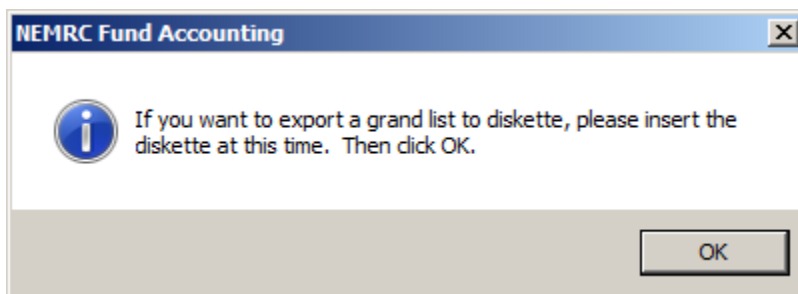 NEMRC Fund Accounting
If you want to export a grand list to diskette, please insert the
diskette at this time.  Then click OK.
OK